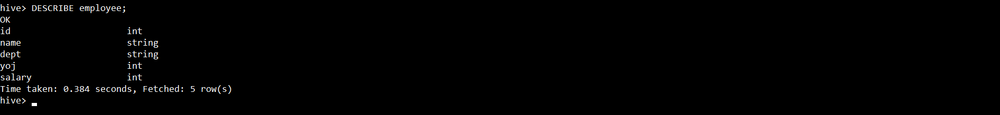 hive> DESCRIBE employee;
OK
id                      int
name                    string
dept                    string
yoj                     int
salary                  int
Time taken: 0.384 seconds, Fetched: 5 row(s)
hive>